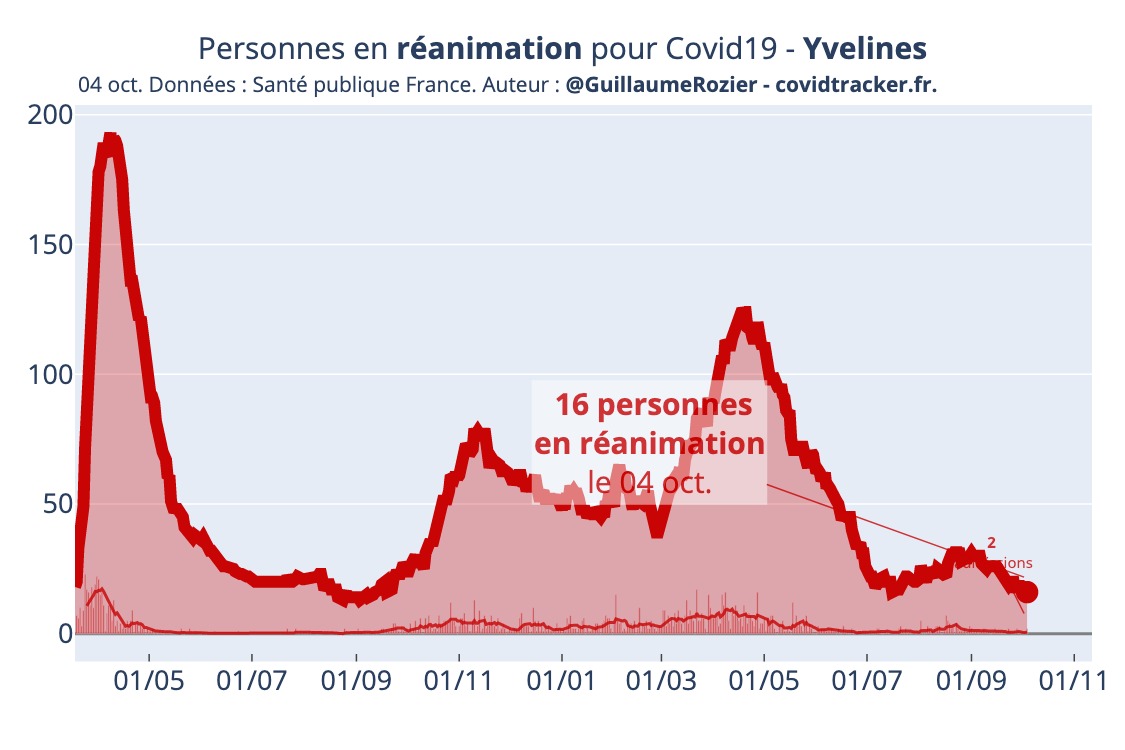 Personnes en réanimation pour Covid19 - Yvelines
04 oct. Données : Santé publique France. Auteur : @GuillaumeRozier - covidtracker.fr.
200
150
100
50
0
16 personnes
en réanimation
le 04 oct.
2
01/05 01/07 01/09 01/11 01/01 01/03 01/05 01/07 01/09 01/11